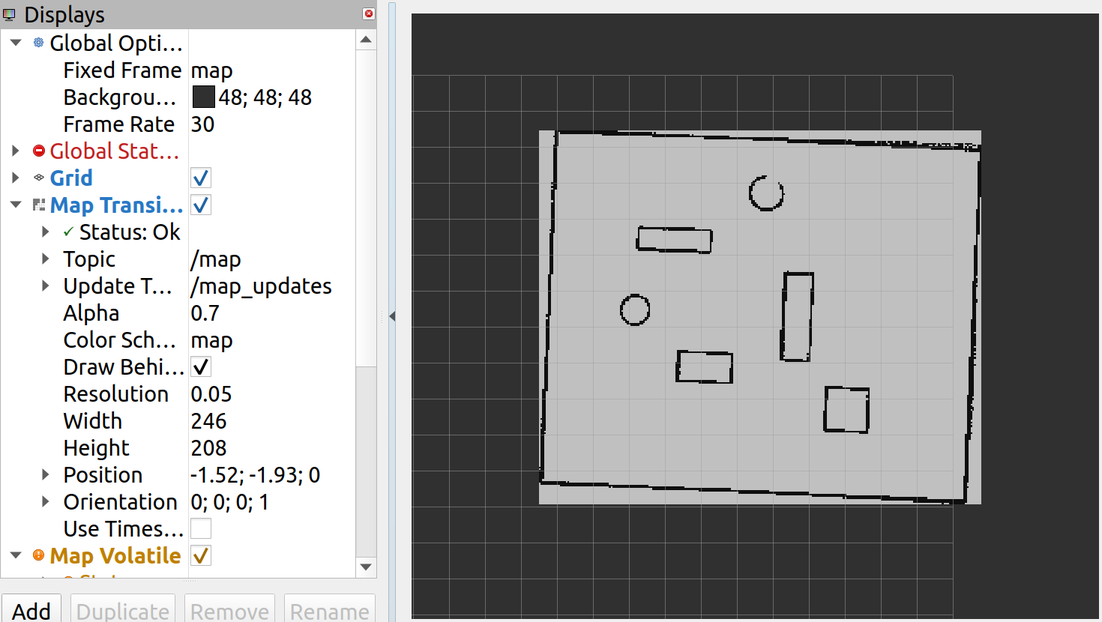 Displays
Global Opti...
Fixed Frame map
Backgrou... 48; 48; 48
Frame Rate 30
Global Stat...
Grid
Map Transi...
Status: Ok
Topic /map
Update T... /map_updates
Alpha 0.7
Color Sch... map
Draw Behi...
Resolution 0.05
Width 246
Height 208
Position -1.52; -1.93; 0
Orientation 0; 0; 0; 1
Use Times...
Map Volatile
Add Duplicate Remove Rename